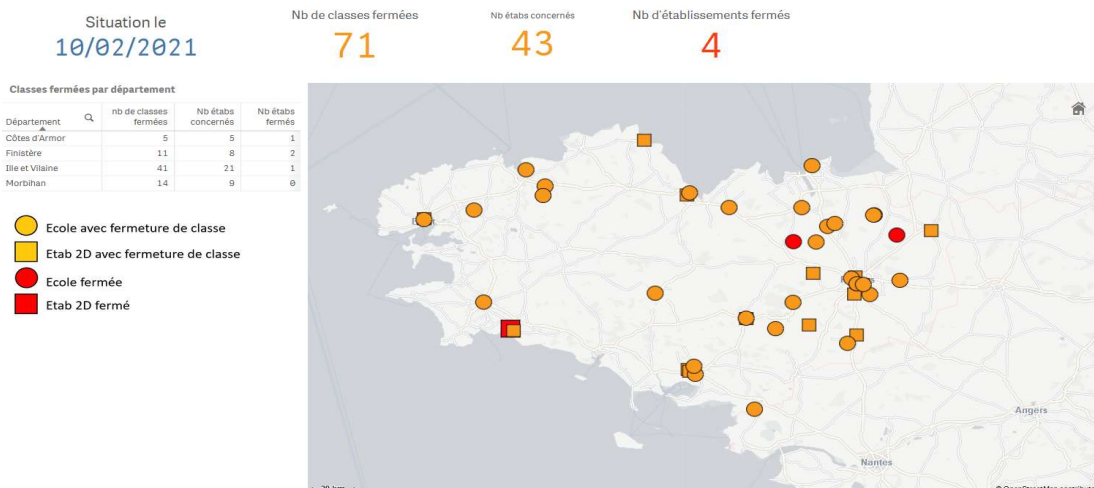 Situation le
10/02/2021
Nb de classes fermées
71
Nb étabs concernés
43
Nb d'établissements fermés
4
Classes fermées par département
Département nb de classes fermées Nb étabs concernés Nb étabs fermés
Côtes d'Armor 5 5 1
Finistère 11 8 2
Ille et Vilaine 41 21 1
Morbihan 14 9 0
Ecole avec fermeture de classe
Etab 2D avec fermeture de classe
Ecole fermée
Etab 2D fermé
Angers
Nantes